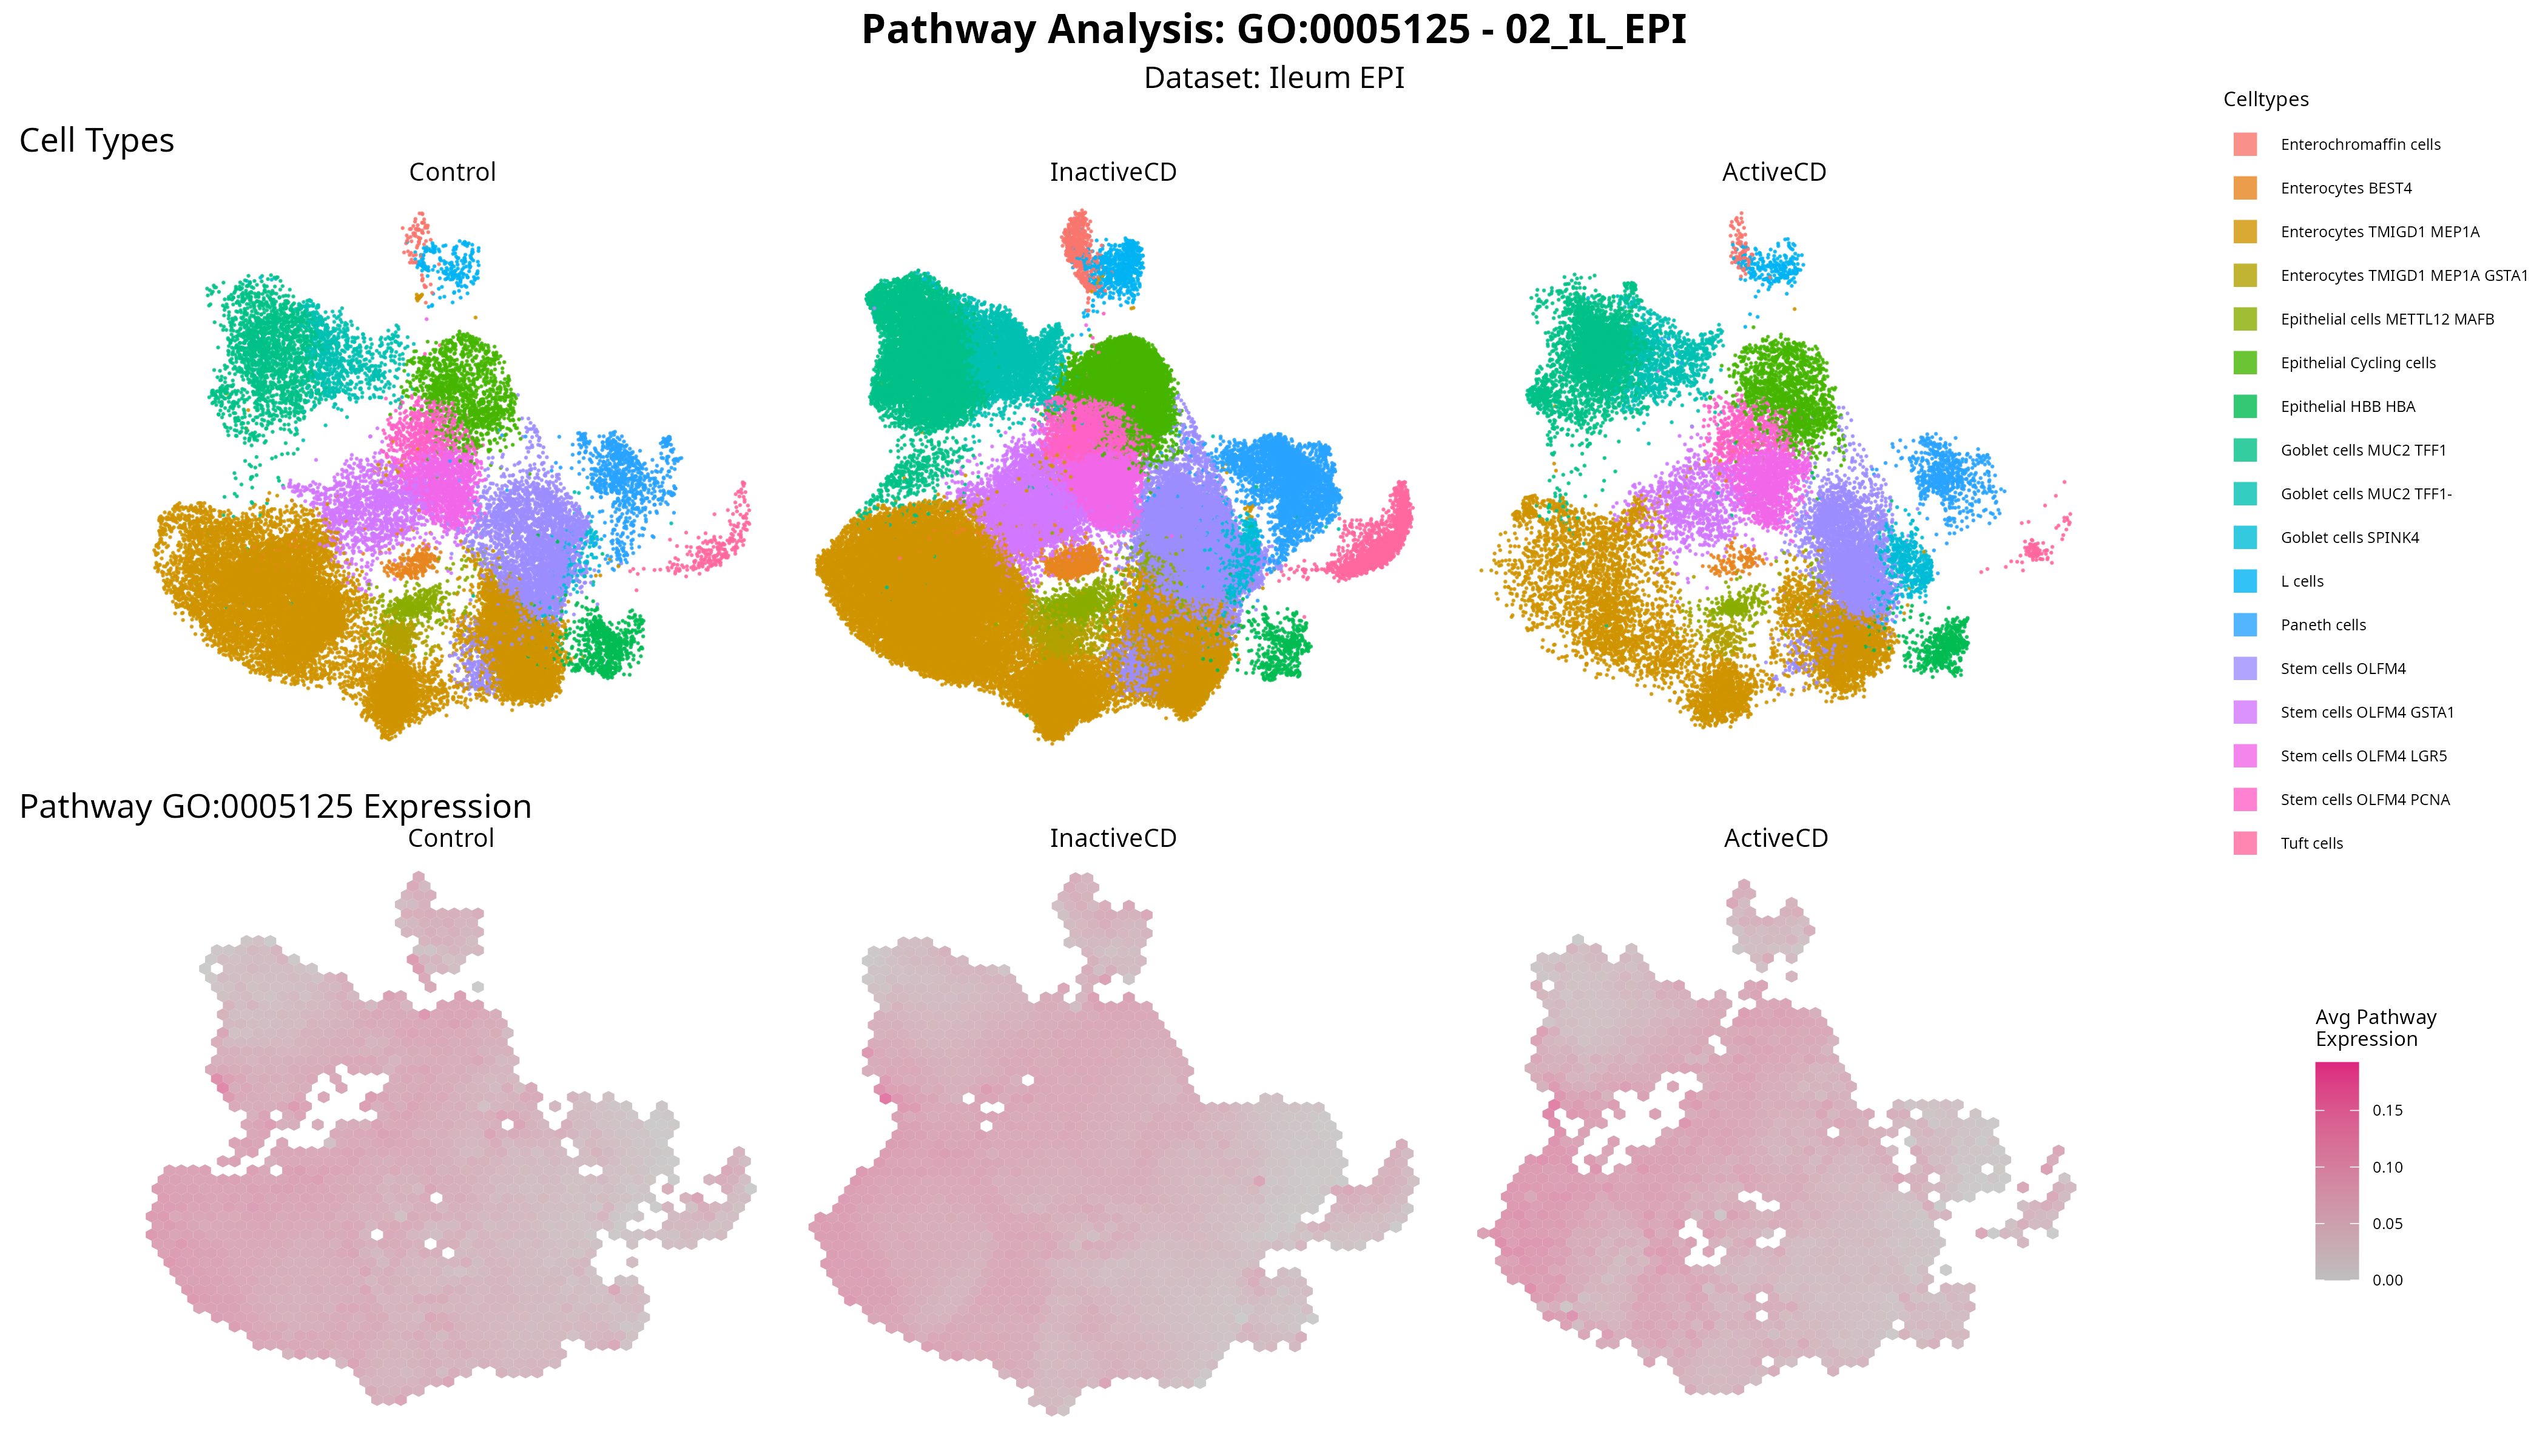 Pathway Analysis: GO:0005125 - 02_IL_EPI
Dataset: Ileum EPI
Cell Types
Control
InactiveCD
ActiveCD
Celltypes
Enterochromaffin cells
Enterocytes BEST4
Enterocytes TMIGD1 MEP1A
Enterocytes TMIGD1 MEP1A GSTA1
Epithelial cells METTL12 MAFB
Epithelial Cycling cells
Epithelial HBB HBA
Goblet cells MUC2 TFF1
Goblet cells MUC2 TFF1-
Goblet cells SPINK4
L cells
Paneth cells
Stem cells OLFM4
Stem cells OLFM4 GSTA1
Stem cells OLFM4 LGR5
Stem cells OLFM4 PCNA
Tuft cells
Pathway GO:0005125 Expression
Control
InactiveCD
ActiveCD
Avg Pathway
Expression
0.15
0.10
0.05
0.00